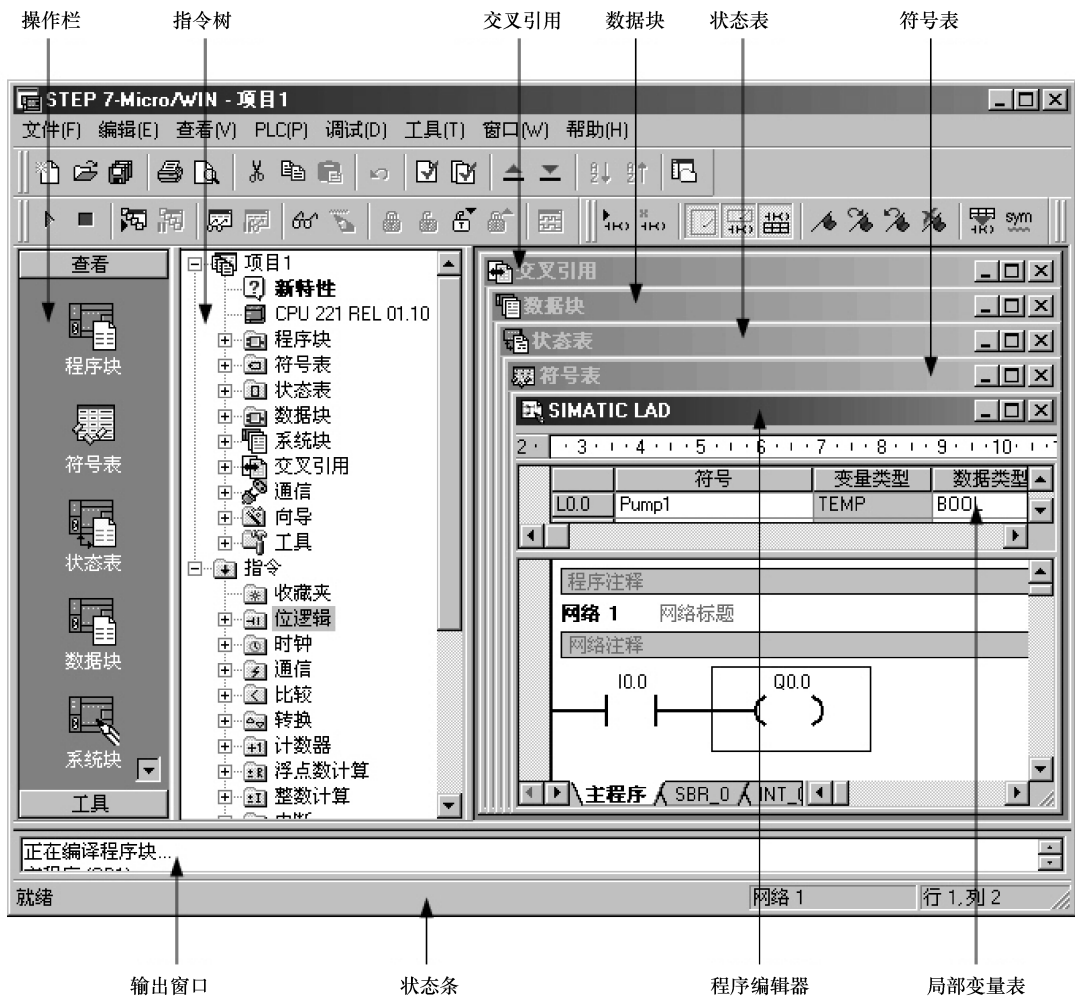 操作栏 指令树 交叉引用 数据块 状态表 符号表
STEP 7-Micro/WIN - 项目1
文件(F) 编辑(E) 查看(V) PLC(P) 调试(D) 工具(T) 窗口(W) 帮助(H)
sym
查看
程序块
符号表
状态表
数据块
系统块
工具
项目1
新特性
CPU 221 REL 01.10
程序块
符号表
状态表
数据块
系统块
交叉引用
通信
向导
工具
指令
收藏夹
位逻辑
时钟
通信
比较
转换
计数器
浮点数计算
整数计算
交叉引用
数据块
状态表
符号表
SIMATIC LAD
2 · 3 · 4 · 5 · 6 · 7 · 8 · 9 · 10
符号 变量类型 数据类型
L0.0 Pump1 TEMP BOOL
程序注释
网络 1 网络标题
网络注释
I0.0 Q0.0
主程序 SBR_0 INT_0
正在编译程序块...
就绪 网络 1 行 1, 列 2
输出窗口 状态条 程序编辑器 局部变量表